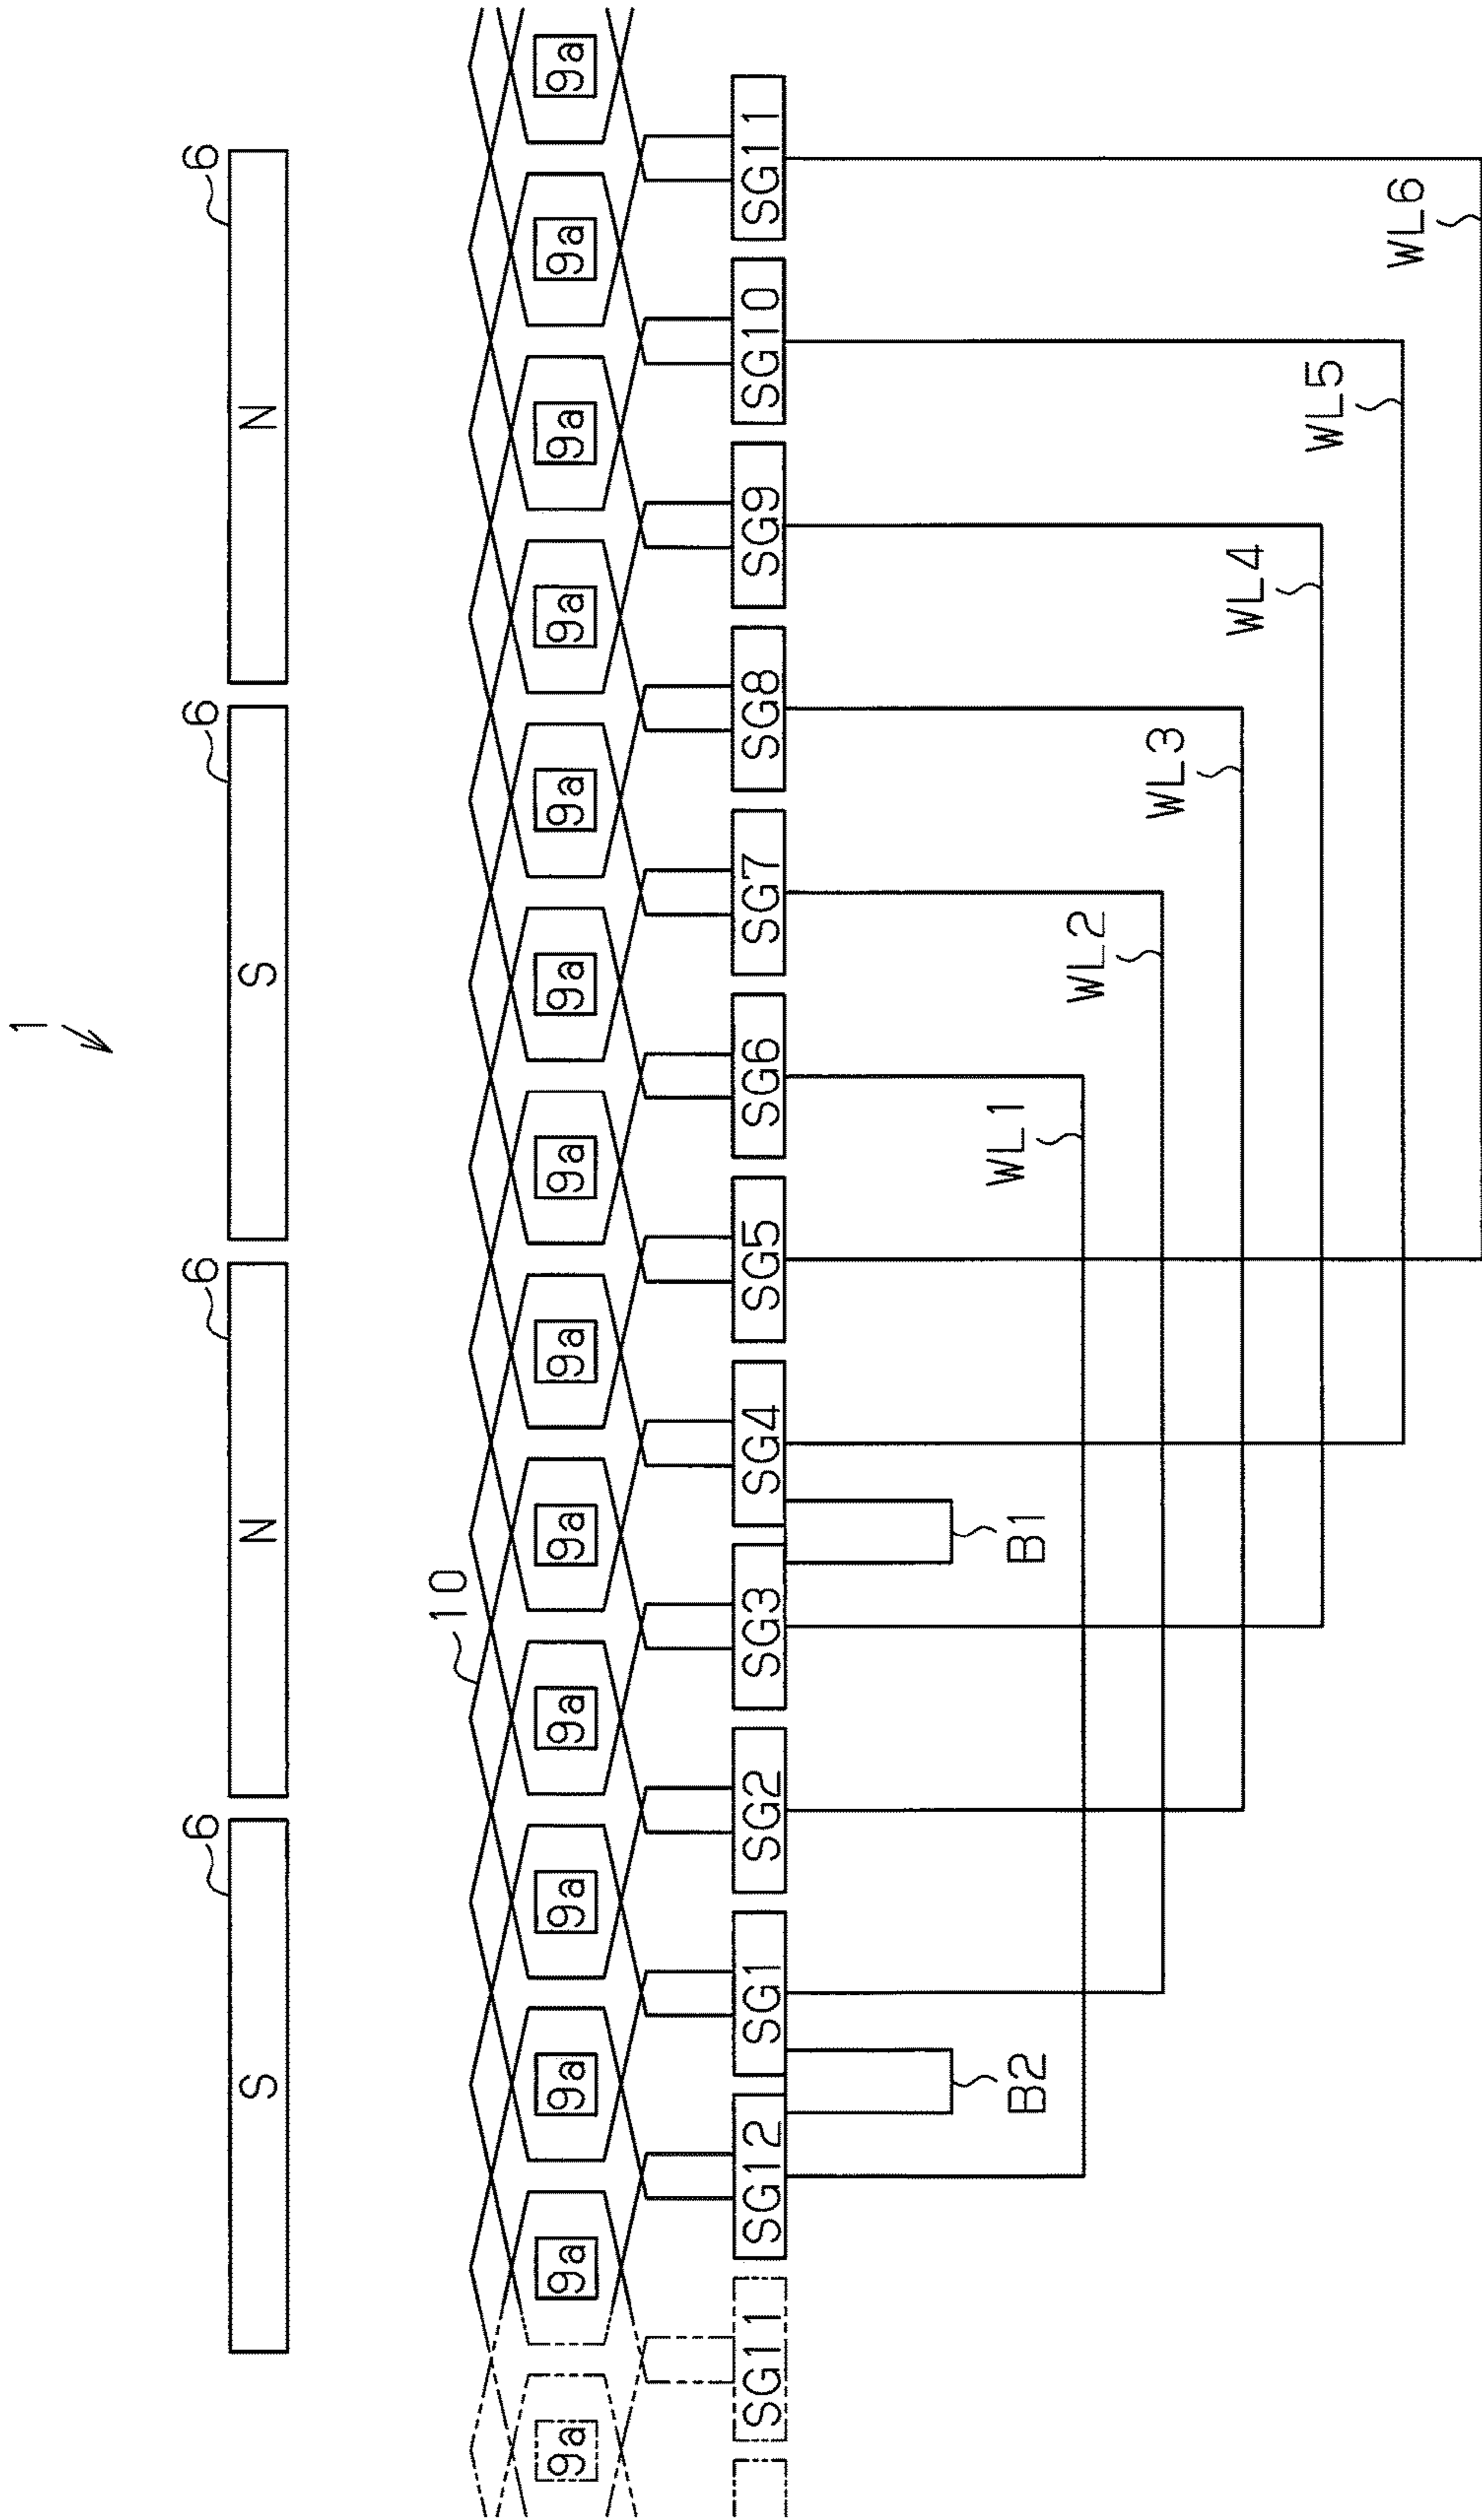 1
6 6 6 6
S N S N
10
9a 9a 9a 9a 9a 9a 9a 9a 9a 9a 9a 9a 9a 9a
SG11 SG12 SG1 SG2 SG3 SG4 SG5 SG6 SG7 SG8 SG9 SG10 SG11
B2 B1 WL1
WL2
WL3
WL4
WL5
WL6